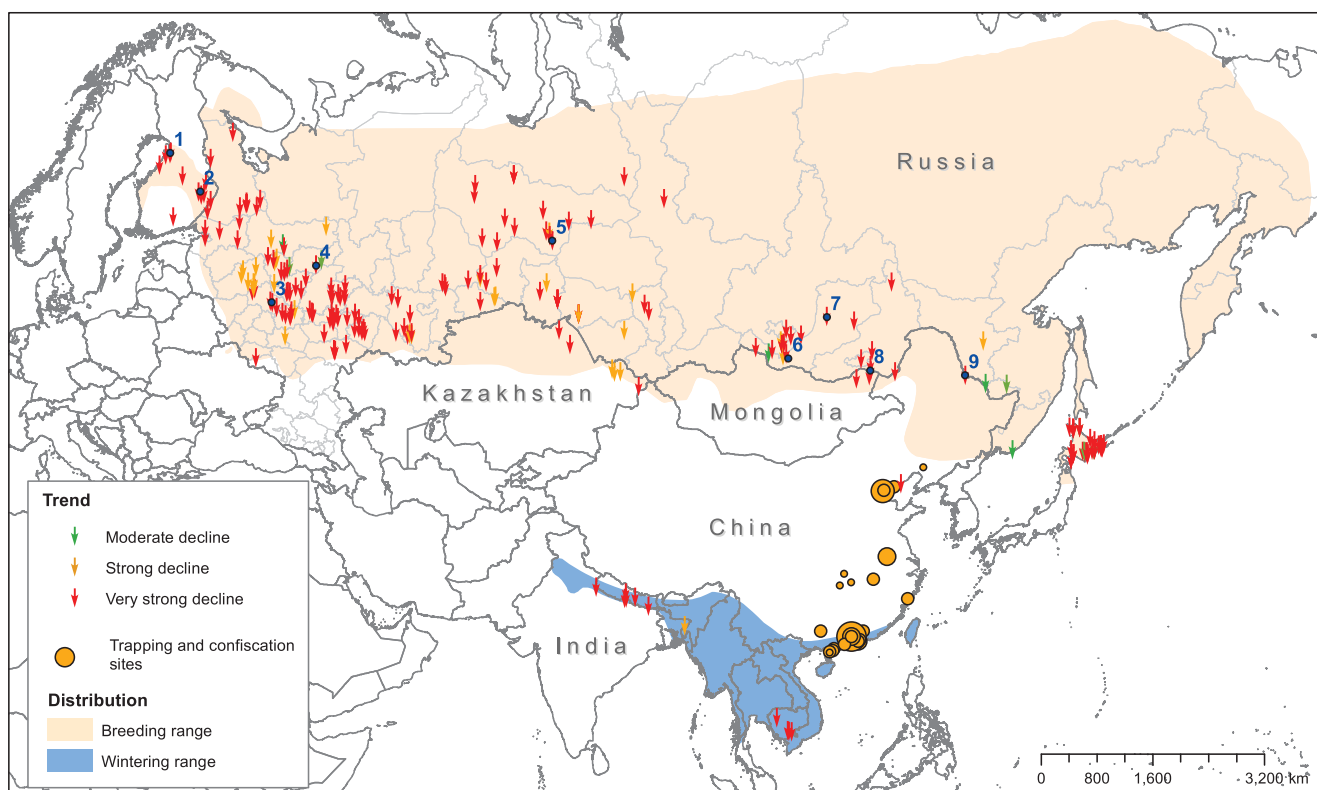 1
Russia
2
5
4
3
7
6
8
9
Kazakhstan
Mongolia
China
India
Trend
Moderate decline
Strong decline
Very strong decline
Trapping and confiscation
sites
Distribution
Breeding range
Wintering range
0 800 1,600 3,200 km